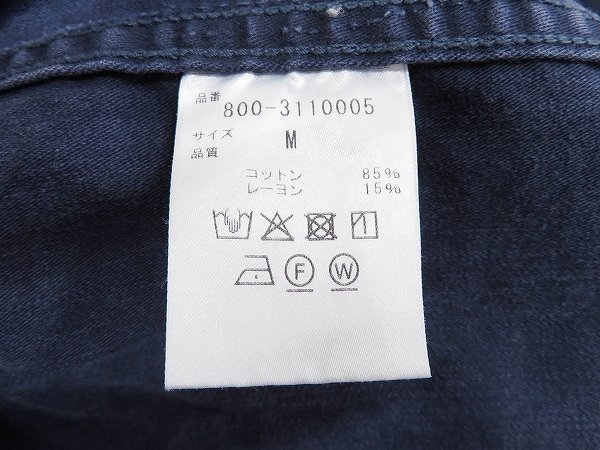 品番 800-3110005
サイズ M
品質
コットン 85%
レーヨン 15%
F W